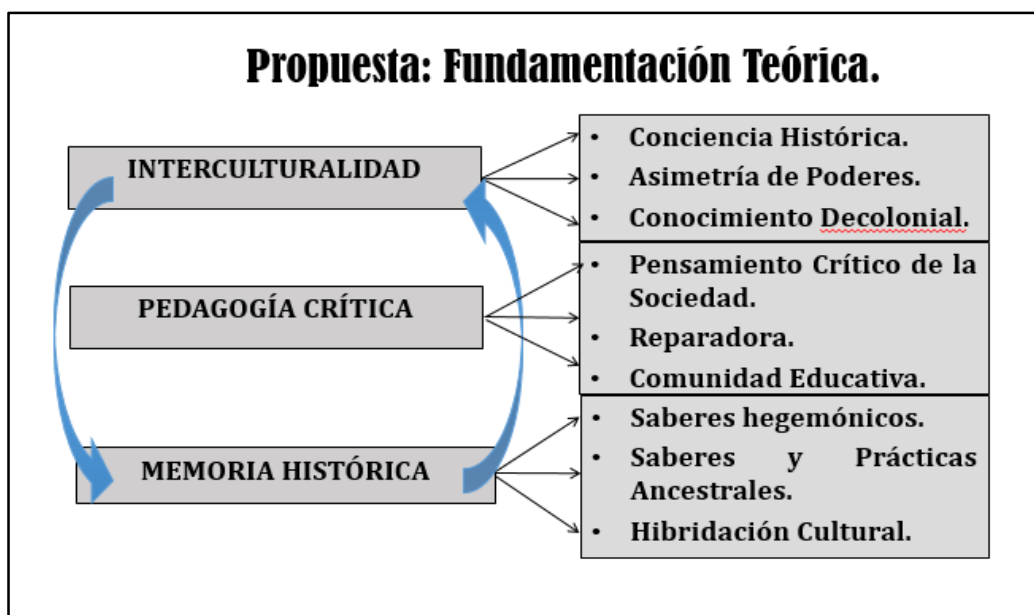 Propuesta: Fundamentación Teórica.
INTERCULTURALIDAD
• Conciencia Histórica.
• Asimetría de Poderes.
• Conocimiento Decolonial.
PEDAGOGÍA CRÍTICA
• Pensamiento Crítico de la
Sociedad.
• Reparadora.
• Comunidad Educativa.
MEMORIA HISTÓRICA
• Saberes hegemónicos.
• Saberes y Prácticas
Ancestrales.
• Hibridación Cultural.